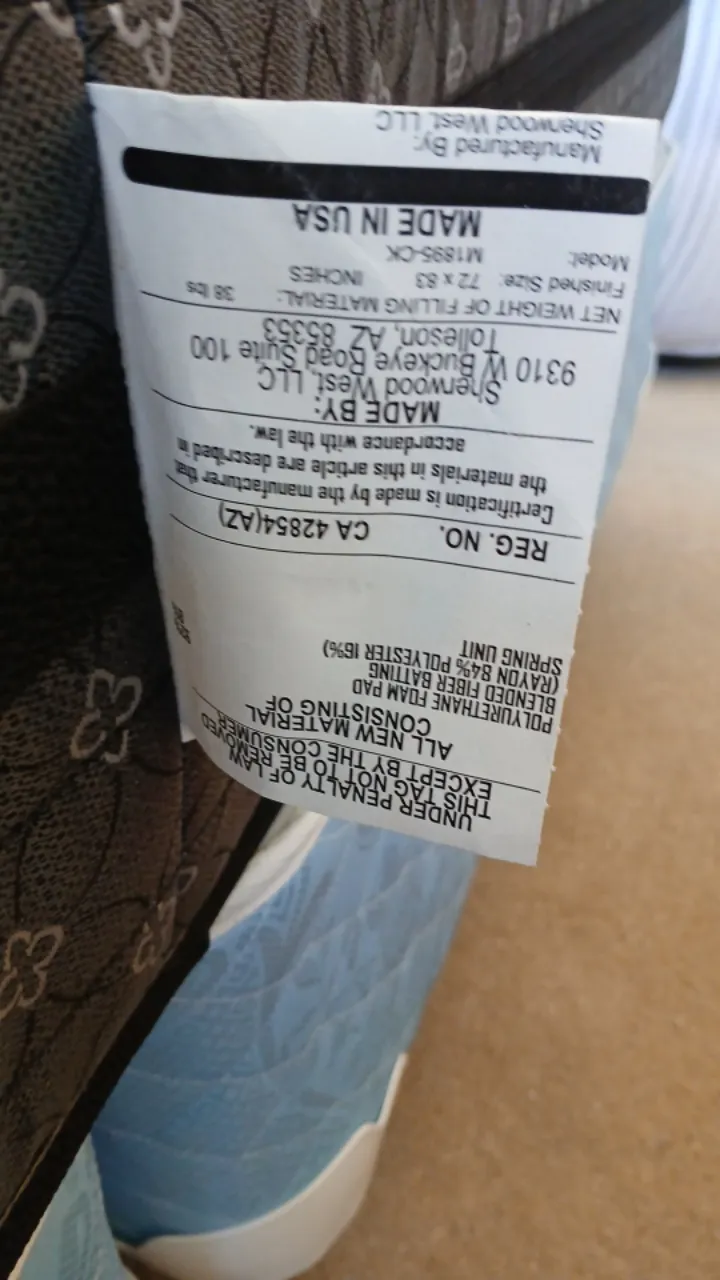 UNDER PENALTY OF LAW
THIS TAG NOT TO BE REMOVED
EXCEPT BY THE CONSUMER
ALL NEW MATERIAL
CONSISTING OF
POLYURETHANE FOAM PAD
BLENDED FIBER BATTING
(RAYON 84% POLYESTER 16%)
SPRING UNIT
REG. NO. CA 42854(AZ)
Certification is made by the manufacturer that
the materials in this article are described in
accordance with the law.
MADE BY:
Sherwood West, LLC
9310 W Buckeye Road Suite 100
Tolleson, AZ 85353
NET WEIGHT OF FILLING MATERIAL: 38 lbs
Finished Size: 72 x 83 INCHES
Model: M1895-CK
MADE IN USA
Manufactured By:
Sherwood West, LLC